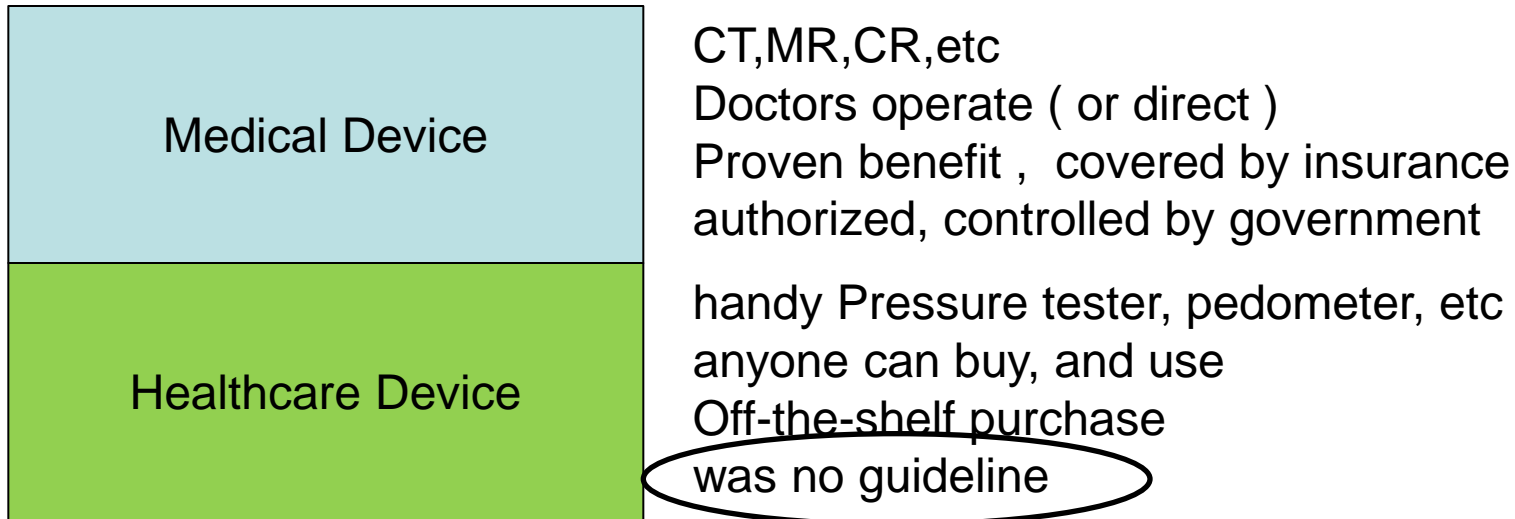 Medical Device
CT,MR,CR,etc
Doctors operate ( or direct )
Proven benefit , covered by insurance
authorized, controlled by government
Healthcare Device
handy Pressure tester, pedometer, etc
anyone can buy, and use
Off-the-shelf purchase
was no guideline